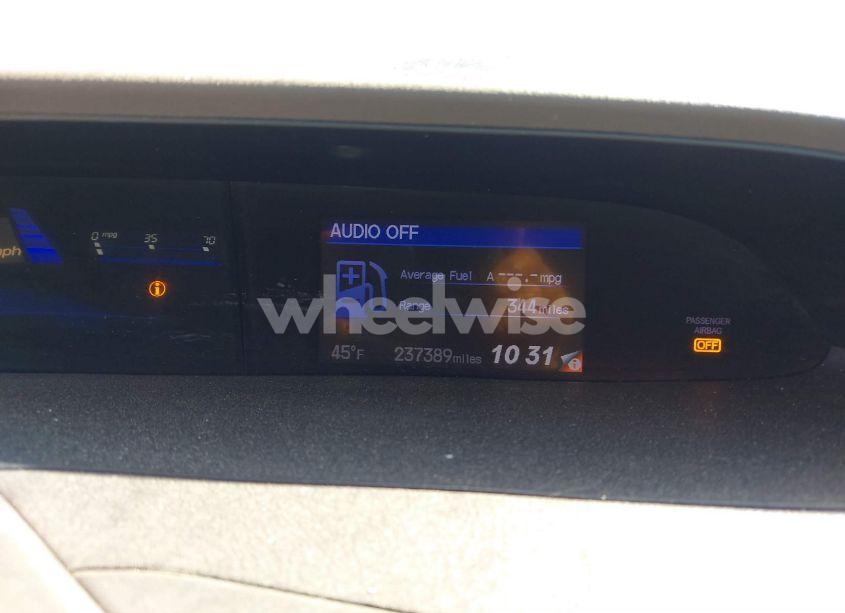 mph
0 mpg 35 70
AUDIO OFF
Average Fuel A ---.- mpg
Range 344 miles
wheelwise
45°F 237389 miles 10 31
PASSENGER
AIRBAG
OFF